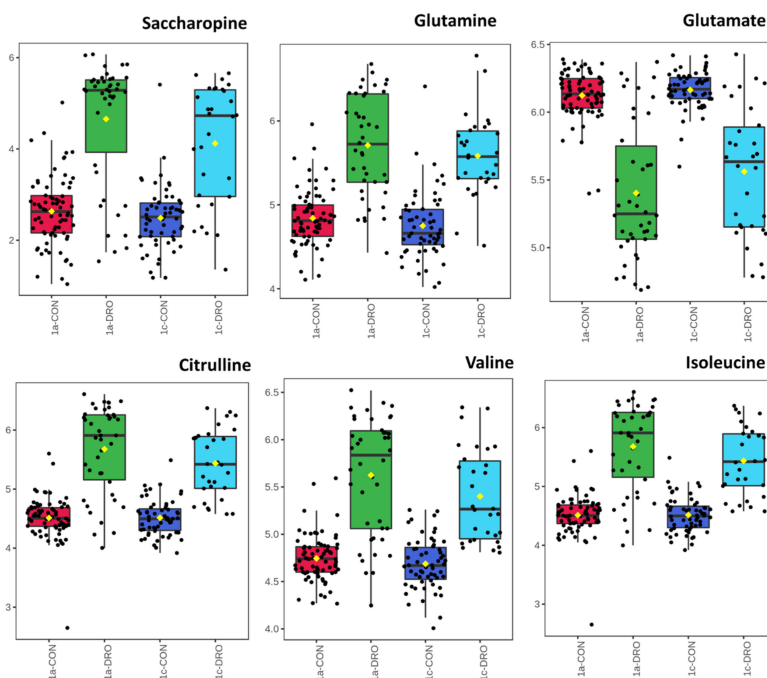 Saccharopine
Glutamine
Glutamate
6
4
2
1a-CON
1a-DRO
1c-CON
1c-DRO
6
5
4
1a-CON
1a-DRO
1c-CON
1c-DRO
6.5
6.0
5.5
5.0
1a-CON
1a-DRO
1c-CON
1c-DRO
Citrulline
Valine
Isoleucine
6
5
4
3
1a-CON
1a-DRO
1c-CON
1c-DRO
6.5
6.0
5.5
5.0
4.5
4.0
1a-CON
1a-DRO
1c-CON
1c-DRO
6
5
4
3
1a-CON
1a-DRO
1c-CON
1c-DRO